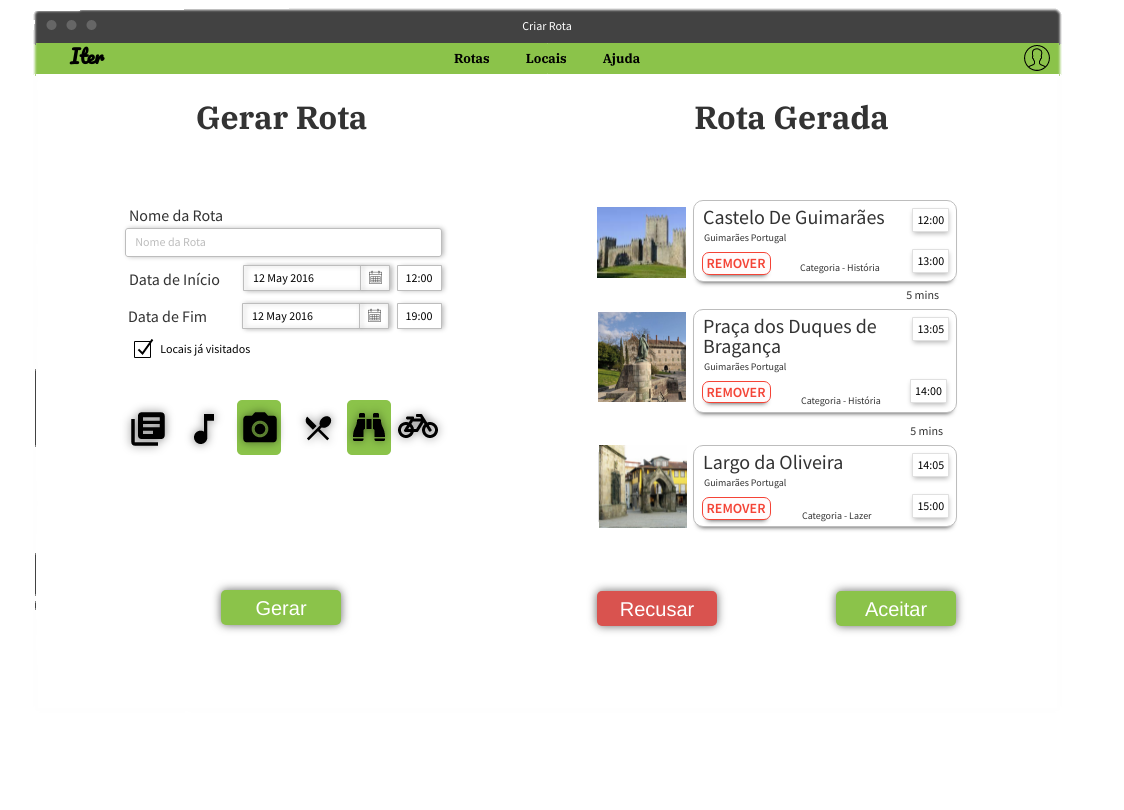 Criar Rota
Iter
Rotas Locais Ajuda
Gerar Rota
Nome da Rota
Nome da Rota
Data de Início 12 May 2016 12:00
Data de Fim 12 May 2016 19:00
Locais já visitados
Gerar
Rota Gerada
Castelo De Guimarães 12:00
Guimarães Portugal
REMOVER Categoria - História 13:00
5 mins
Praça dos Duques de 13:05
Bragança
Guimarães Portugal
REMOVER Categoria - História 14:00
5 mins
Largo da Oliveira 14:05
Guimarães Portugal
REMOVER Categoria - Lazer 15:00
Recusar Aceitar